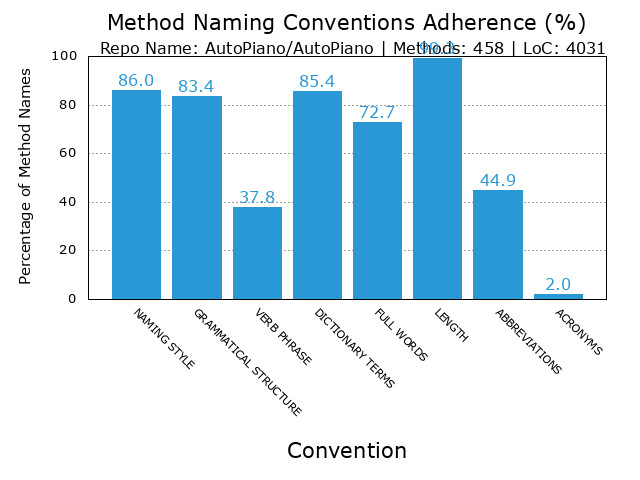 Method Naming Conventions Adherence (%)
Repo Name: AutoPiano/AutoPiano | Methods: 458 | LoC: 4031
Percentage of Method Names
100
80
60
40
20
0
86.0
83.4
37.8
85.4
72.7
44.9
2.0
NAMING STYLE
GRAMMATICAL STRUCTURE
VERB PHRASE
DICTIONARY TERMS
FULL WORDS
LENGTH
ABBREVIATIONS
ACRONYMS
Convention